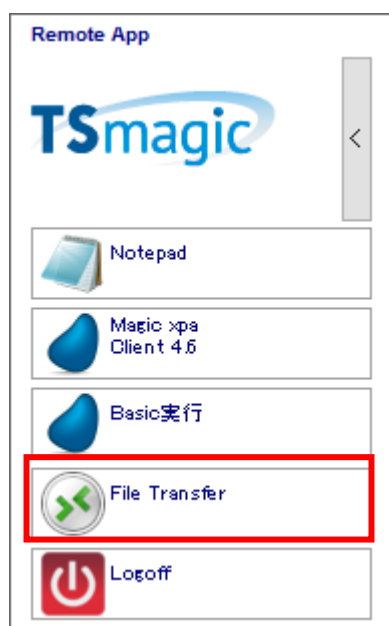 Remote App
TSmagic
<
Notepad
Magic xpa
Client 4.6
Basic実行
File Transfer
Logoff